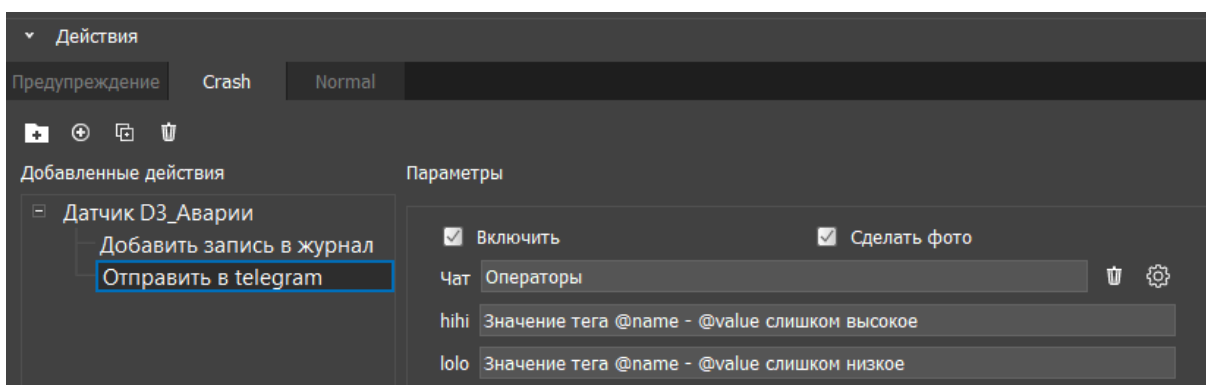 Действия
Предупреждение Crash Normal
Добавленные действия Параметры
Датчик D3_Аварии
Добавить запись в журнал
Отправить в telegram
Включить Сделать фото
Чат Операторы
hihi Значение тега @name - @value слишком высокое
lolo Значение тега @name - @value слишком низкое